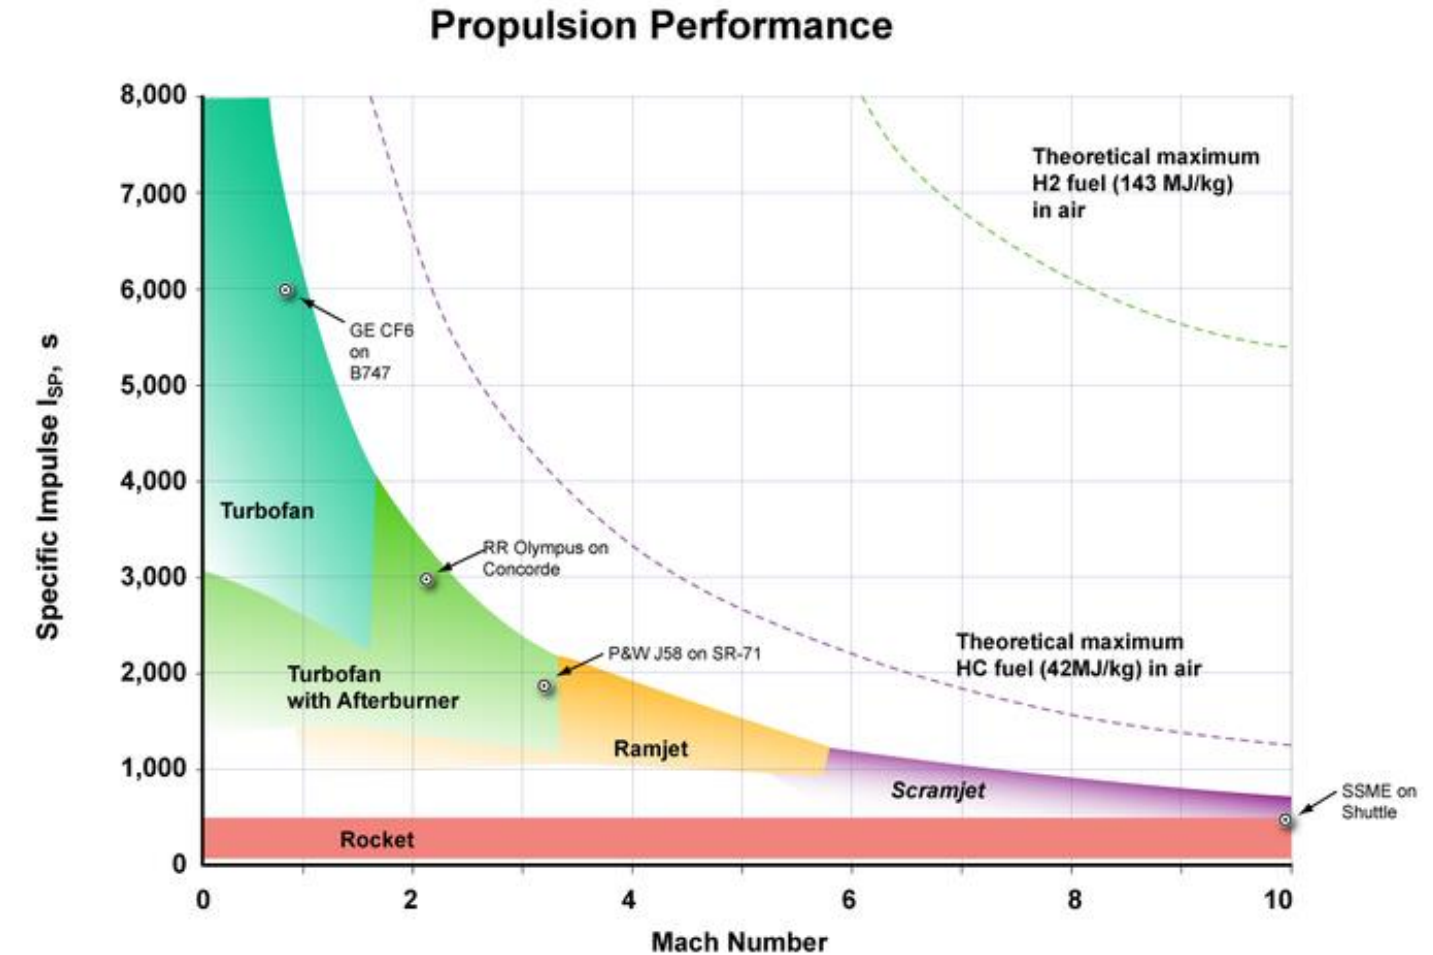 Propulsion Performance
8,000
7,000
6,000
5,000
4,000
3,000
2,000
1,000
0
Specific Impulse ISP, s
Theoretical maximum
H2 fuel (143 MJ/kg)
in air
GE CF6
on
B747
Turbofan
RR Olympus on
Concorde
P&W J58 on SR-71
Theoretical maximum
HC fuel (42MJ/kg) in air
Turbofan
with Afterburner
Ramjet
Scramjet
SSME on
Shuttle
Rocket
0 2 4 6 8 10
Mach Number